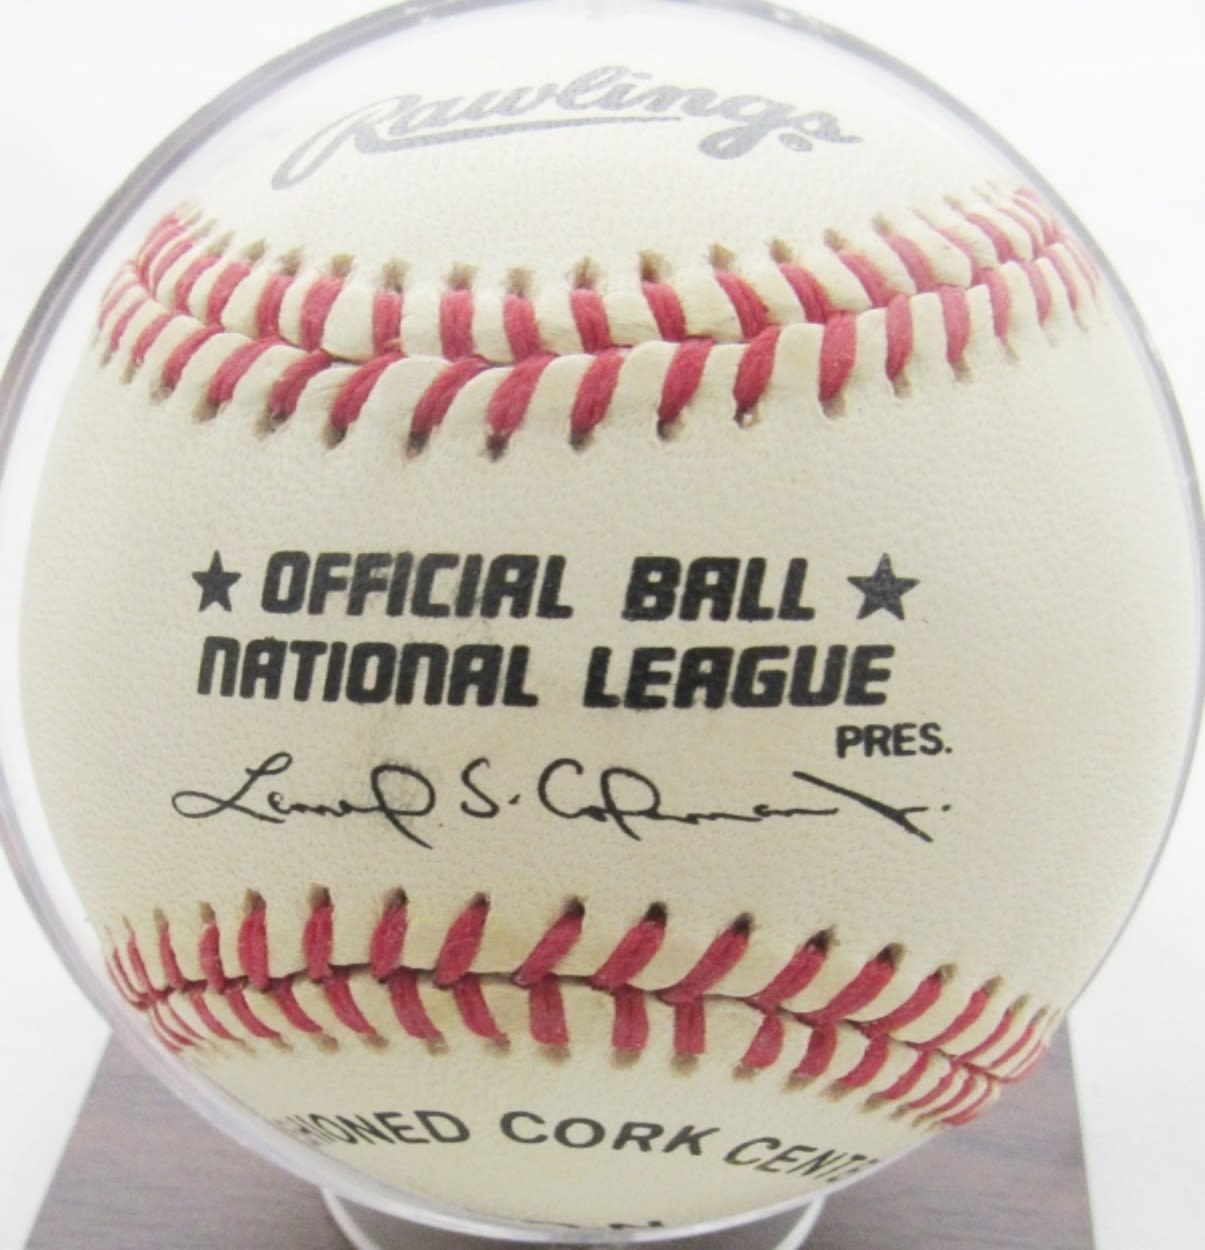 Rawlings®
★ OFFICIAL BALL ★
NATIONAL LEAGUE
PRES.
Leonard S. Coleman Jr.
CORK